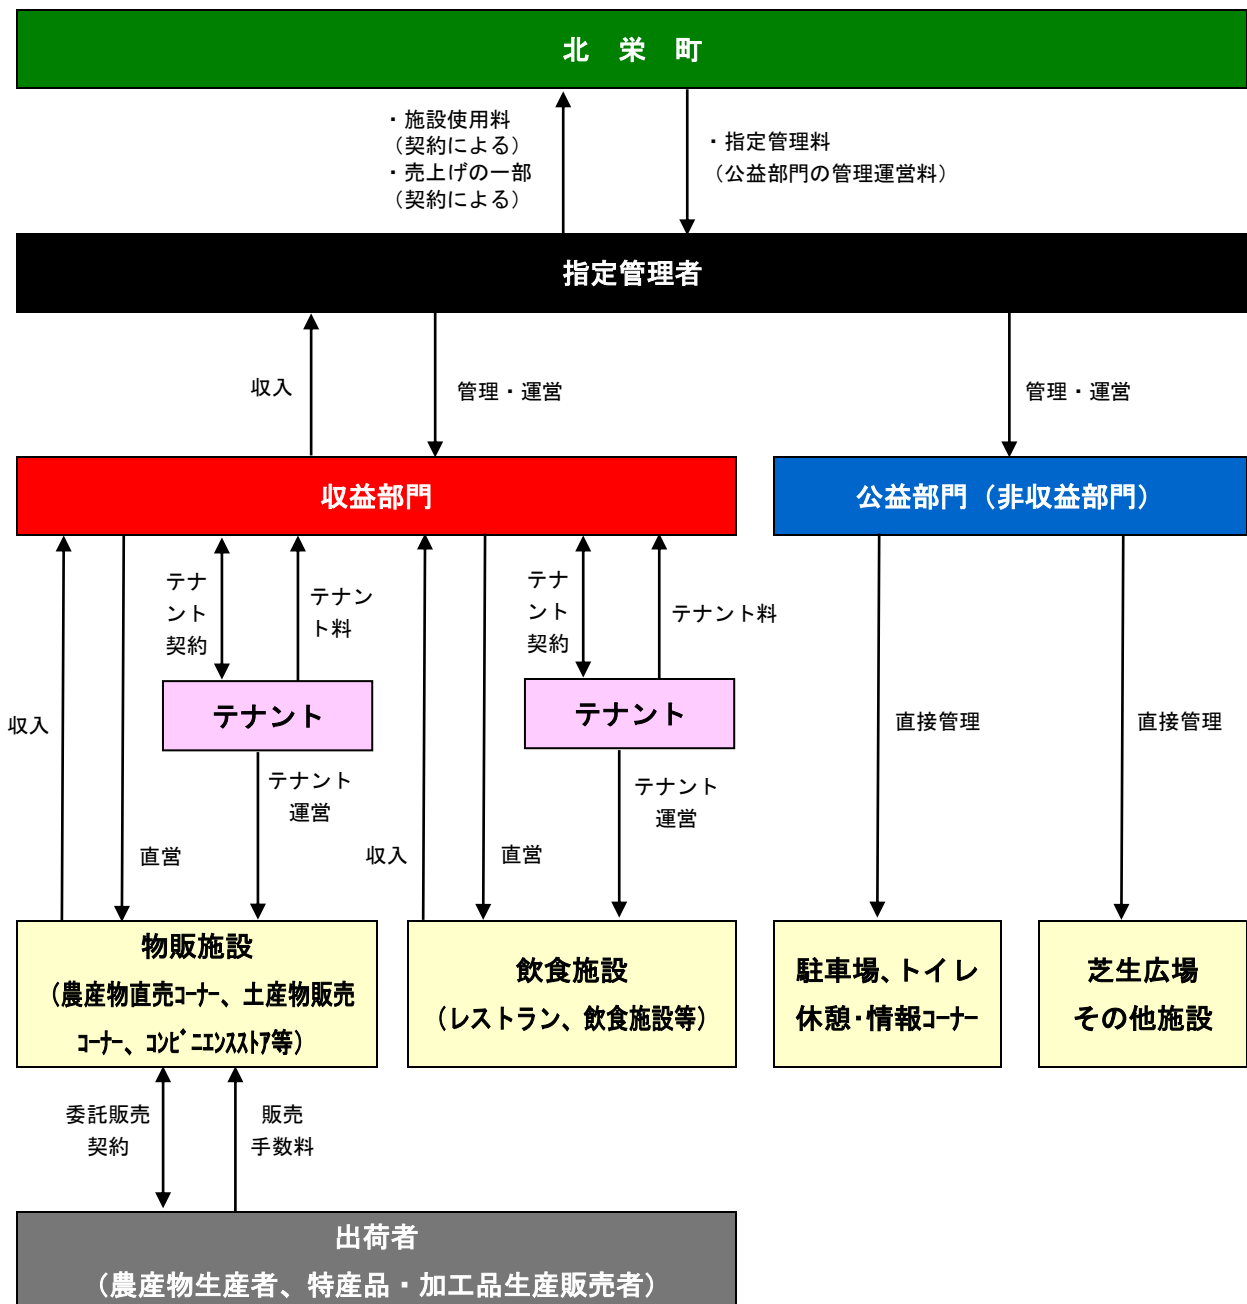 北 栄 町
・施設使用料
（契約による）
・売上げの一部
（契約による）
・指定管理料
（公益部門の管理運営料）
指定管理者
収入
管理・運営
管理・運営
収益部門
公益部門（非収益部門）
テナ
ント
契約
テナン
ト料
テナ
ント
契約
テナント料
テナント
テナント
収入
テナント
運営
直営
収入
テナント
運営
直営
直接管理
直接管理
物販施設
（農産物直売ｺｰﾅｰ、土産物販売
ｺｰﾅｰ、ｺﾝﾋﾞﾆｴﾝｽｽﾄｱ等）
飲食施設
（レストラン、飲食施設等）
駐車場、トイレ
休憩・情報ｺｰﾅｰ
芝生広場
その他施設
委託販売
契約
販売
手数料
出荷者
（農産物生産者、特産品・加工品生産販売者）